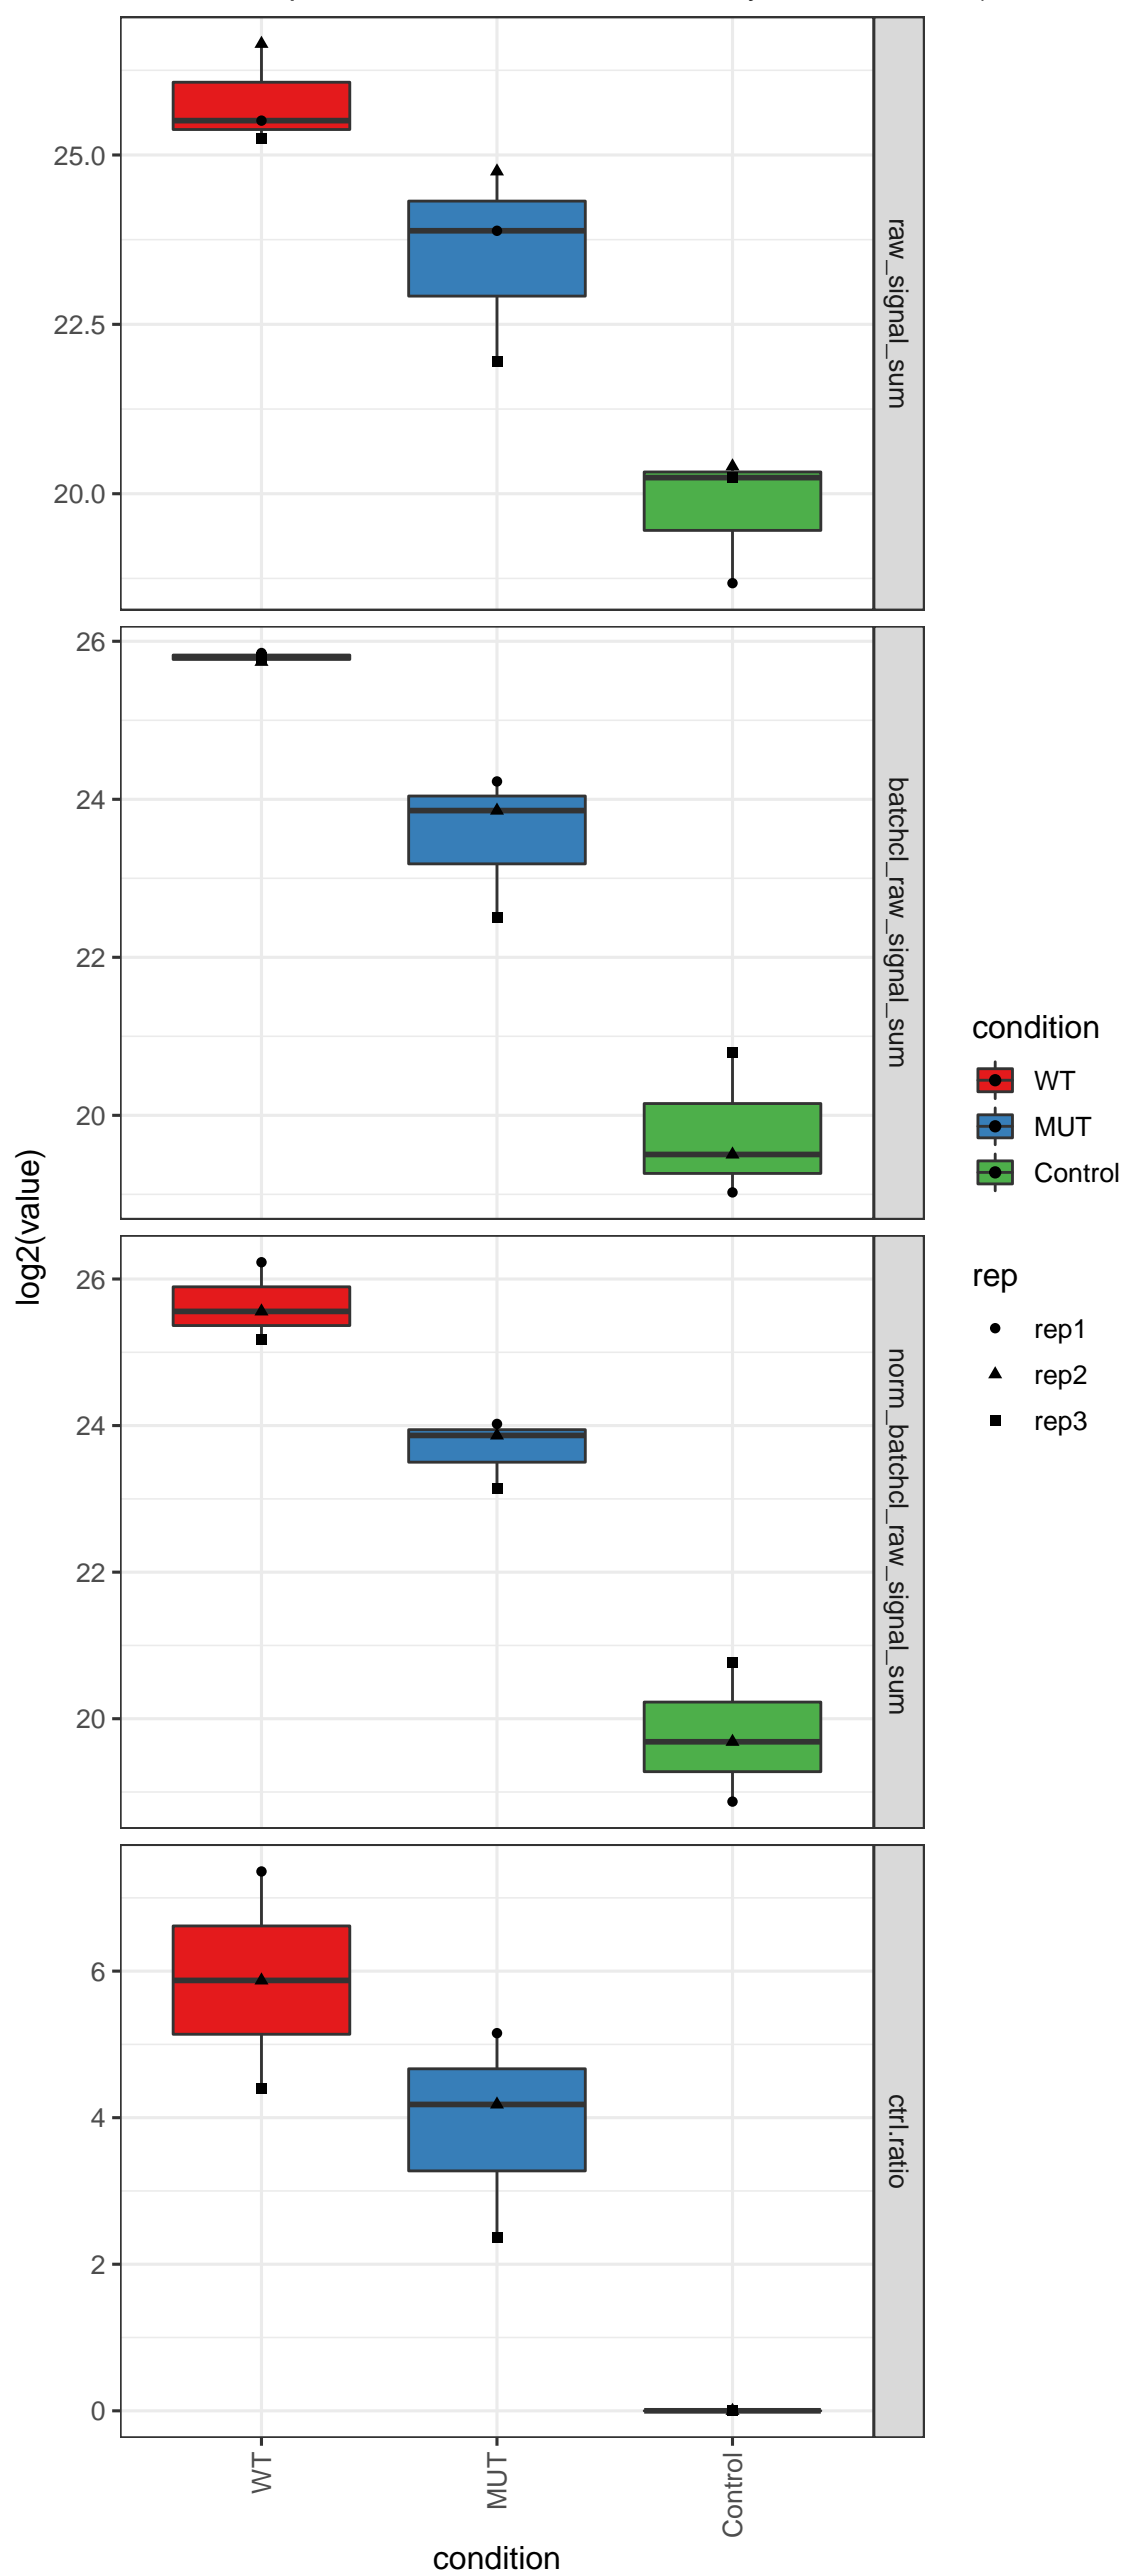 25.0
22.5
20.0
raw_signal_sum
26
24
22
20
batchcl_raw_signal_sum
26
24
22
20
norm_batchcl_raw_signal_sum
6
4
2
0
ctrl.ratio
WT
MUT
Control
condition
log2(value)
condition
WT
MUT
Control
rep
rep1
rep2
rep3